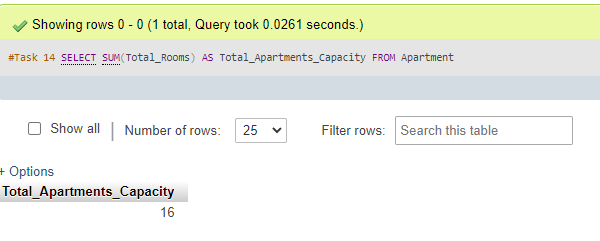 Showing rows 0 - 0 (1 total, Query took 0.0261 seconds.)
#Task 14 SELECT SUM(Total_Rooms) AS Total_Apartments_Capacity FROM Apartment
Show all | Number of rows: 25 Filter rows: Search this table
+ Options
Total_Apartments_Capacity
16